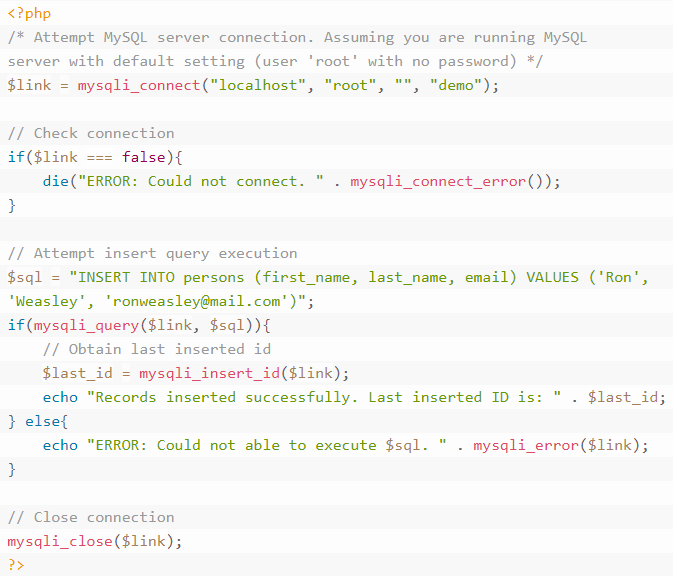 <?php
/* Attempt MySQL server connection. Assuming you are running MySQL
server with default setting (user 'root' with no password) */
$link = mysqli_connect("localhost", "root", "", "demo");
// Check connection
if($link === false){
    die("ERROR: Could not connect. " . mysqli_connect_error());
}
// Attempt insert query execution
$sql = "INSERT INTO persons (first_name, last_name, email) VALUES ('Ron',
'Weasley', 'ronweasley@mail.com')";
if(mysqli_query($link, $sql)){
    // Obtain last inserted id
    $last_id = mysqli_insert_id($link);
    echo "Records inserted successfully. Last inserted ID is: " . $last_id;
} else{
    echo "ERROR: Could not able to execute $sql. " . mysqli_error($link);
}
// Close connection
mysqli_close($link);
?>